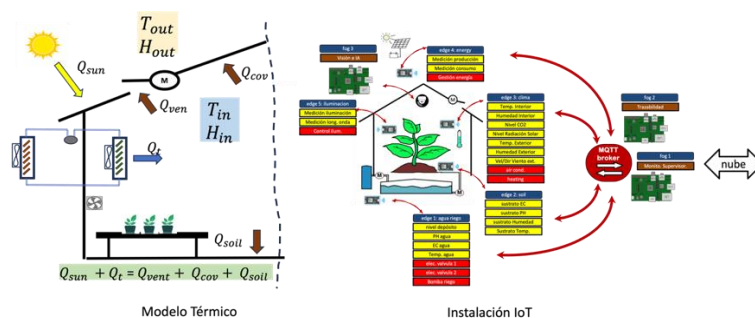 T_out
H_out
Q_sun
M
Q_cov
Q_ven
T_in
H_in
Q_t
Q_soil
Q_sun + Q_t = Q_vent + Q_cov + Q_soil
Modelo Térmico
fog 3
Visión e IA
edge 4: energy
Medición producción
Medición consumo
Gestión energía
edge 5: iluminacion
Medición iluminación
Medición long. onda
Control ilum.
M
edge 3: clima
Temp. Interior
Humedad Interior
Nivel CO2
Nivel Radiación Solar
Temp. Exterior
Humedad Exterior
Vel/Dir Viento ext.
air cond.
heating
M
M
edge 2: soil
sustrato EC
sustrato PH
sustrato Humedad
Sustrato Temp.
edge 1: agua riego
nivel depósito
PH agua
EC agua
Temp. agua
elec. valvula 1
elec. valvula 2
Bomba riego
fog 2
Trazabilidad
MQTT
broker
fog 1
Monito. Supervisor
nube
Instalación IoT